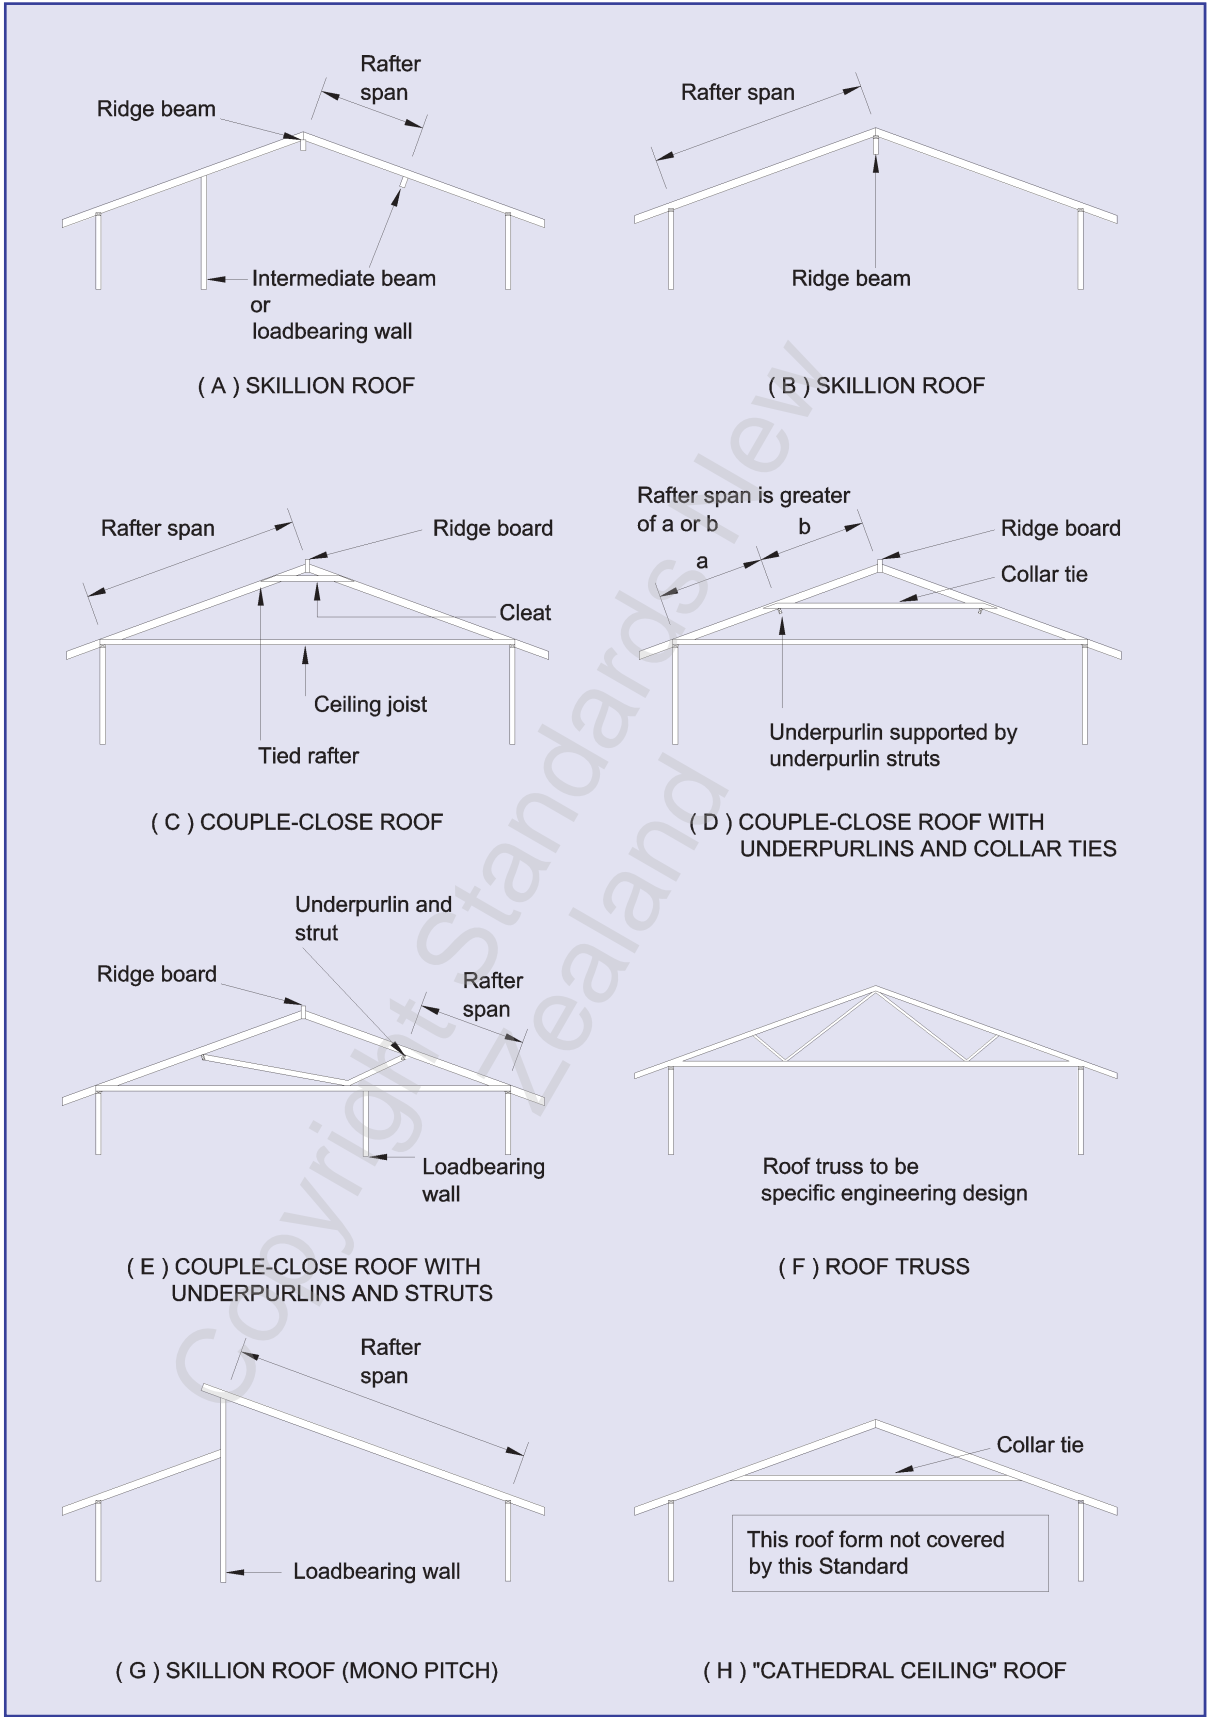 Rafter
span
Ridge beam
Intermediate beam
or
loadbearing wall
( A ) SKILLION ROOF
Rafter span
Ridge beam
( B ) SKILLION ROOF
Rafter span
Ridge board
Cleat
Ceiling joist
Tied rafter
( C ) COUPLE-CLOSE ROOF
Rafter span is greater
of a or b
b
a
Ridge board
Collar tie
Underpurlin supported by
underpurlin struts
( D ) COUPLE-CLOSE ROOF WITH
UNDERPURLINS AND COLLAR TIES
Underpurlin and
strut
Ridge board
Rafter
span
Loadbearing
wall
( E ) COUPLE-CLOSE ROOF WITH
UNDERPURLINS AND STRUTS
Roof truss to be
specific engineering design
( F ) ROOF TRUSS
Rafter
span
Loadbearing wall
( G ) SKILLION ROOF (MONO PITCH)
Collar tie
This roof form not covered
by this Standard
( H ) "CATHEDRAL CEILING" ROOF
Copyright Standards New
Zealand